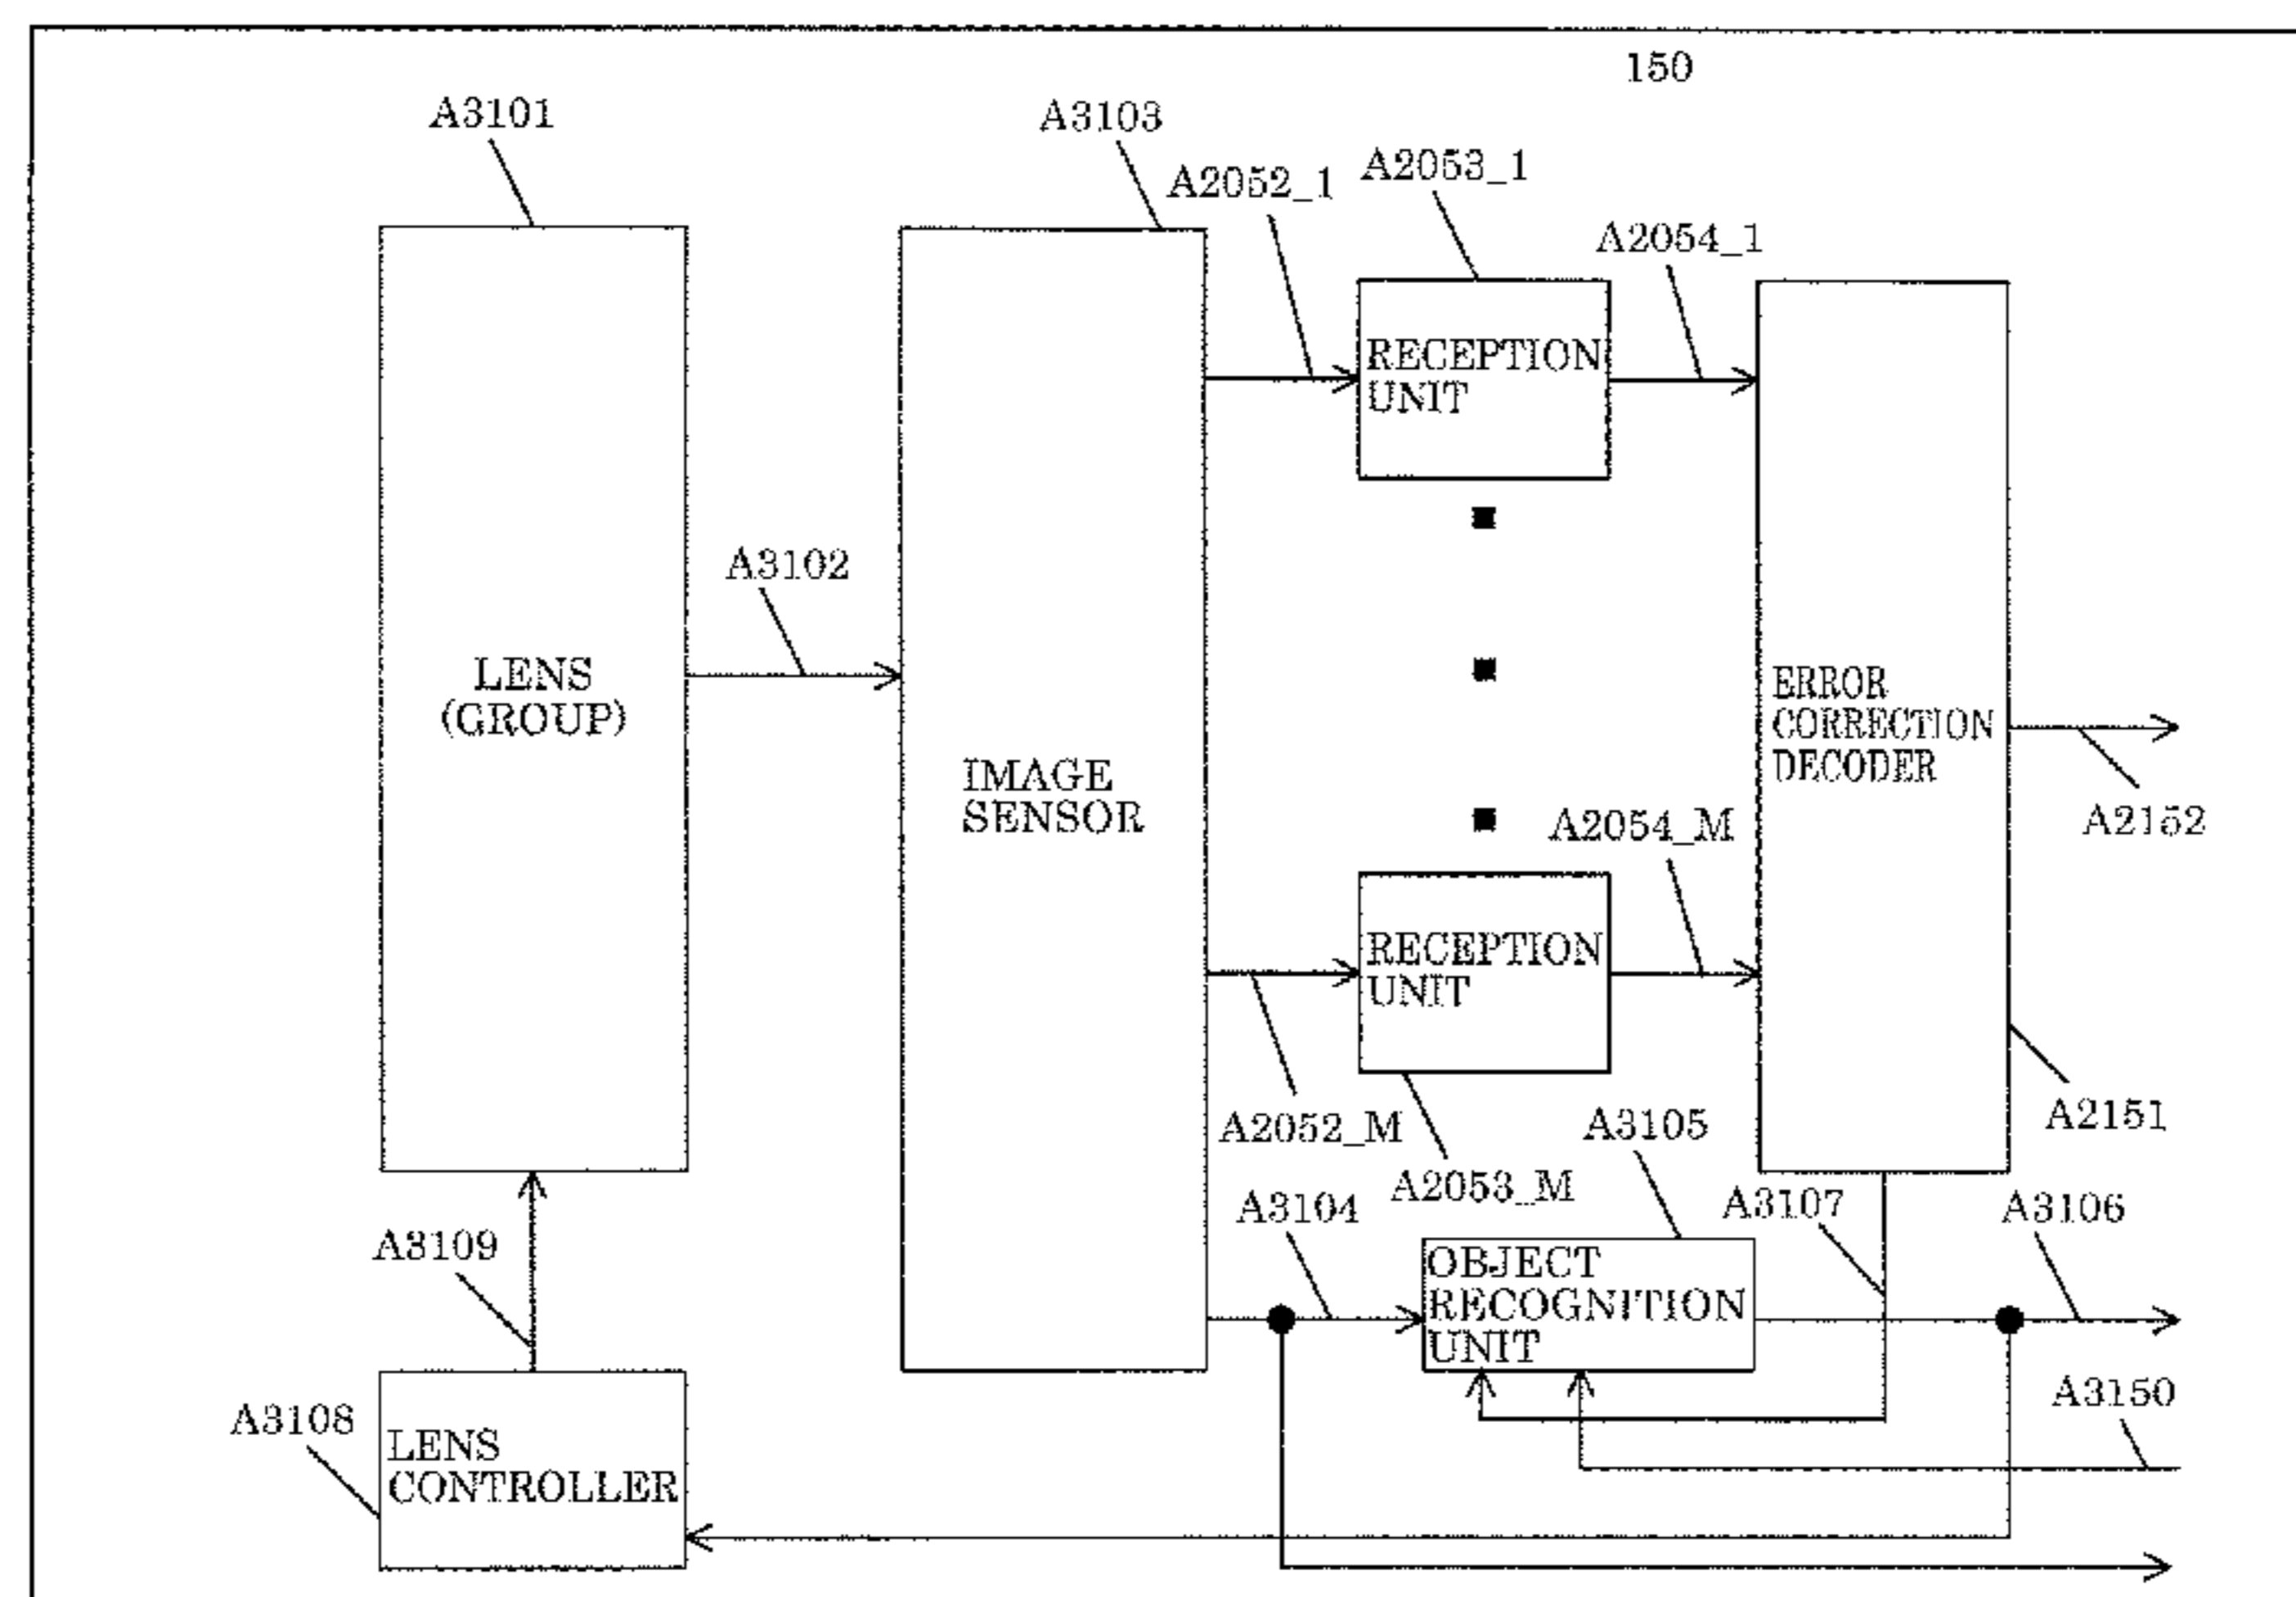 150
A3101
A3103
A2052_1
A2053_1
A2054_1
RECEPTION
UNIT
A3102
LENS
(GROUP)
IMAGE
SENSOR
ERROR
CORRECTION
DECODER
A2152
A2054_M
RECEPTION
UNIT
A2151
A2052_M
A2053_M
A3105
A3104
A3107
A3106
OBJECT
RECOGNITION
UNIT
A3109
A3150
A3108
LENS
CONTROLLER